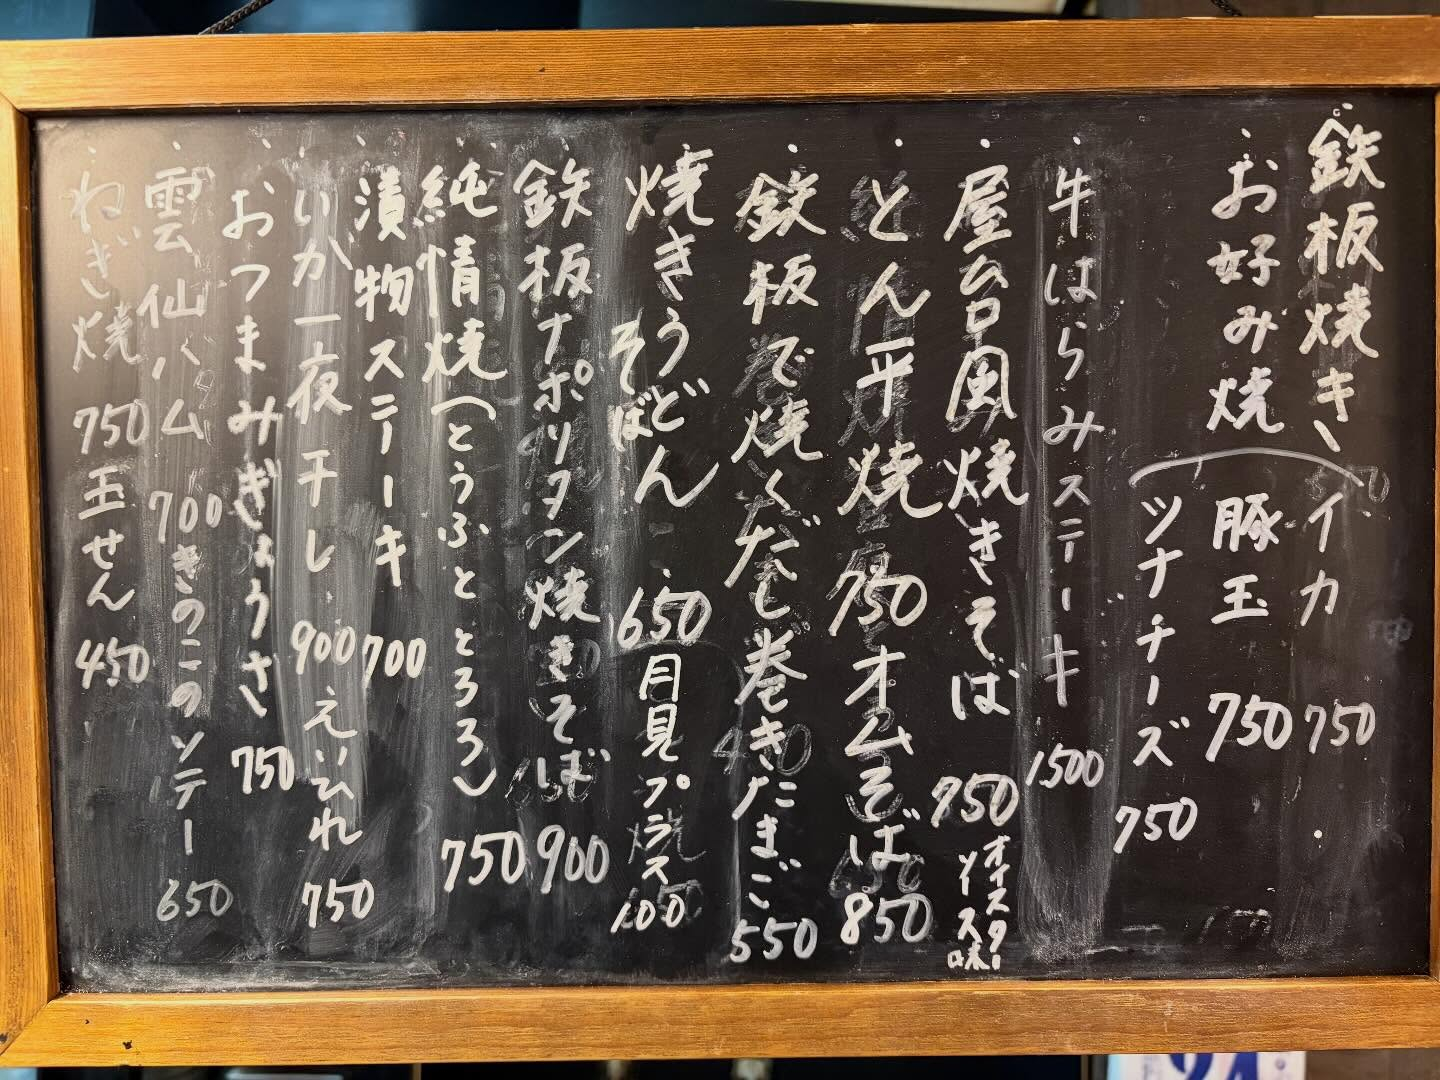 鉄板焼き
イカ 750
・お好み焼 豚玉 750
ツナチーズ 750
・牛はらみステーキ 1500
・屋台風焼きそば 750 オイスターソース味
・とん平焼 750 オムそば 850
・鉄板で焼くだし巻きたまご 550
・焼きうどん
そば
・650 月見プラス100
・鉄板ナポリタン焼きそば 900
・純情焼(とうふととろろ) 750
・漬物ステーキ 700
・いか一夜干し 900 えいひれ 750
・おつまみぎょうさ 750
・雲仙ハム 700 きのこのソテー 650
・ねぎ焼 750 玉せん 450